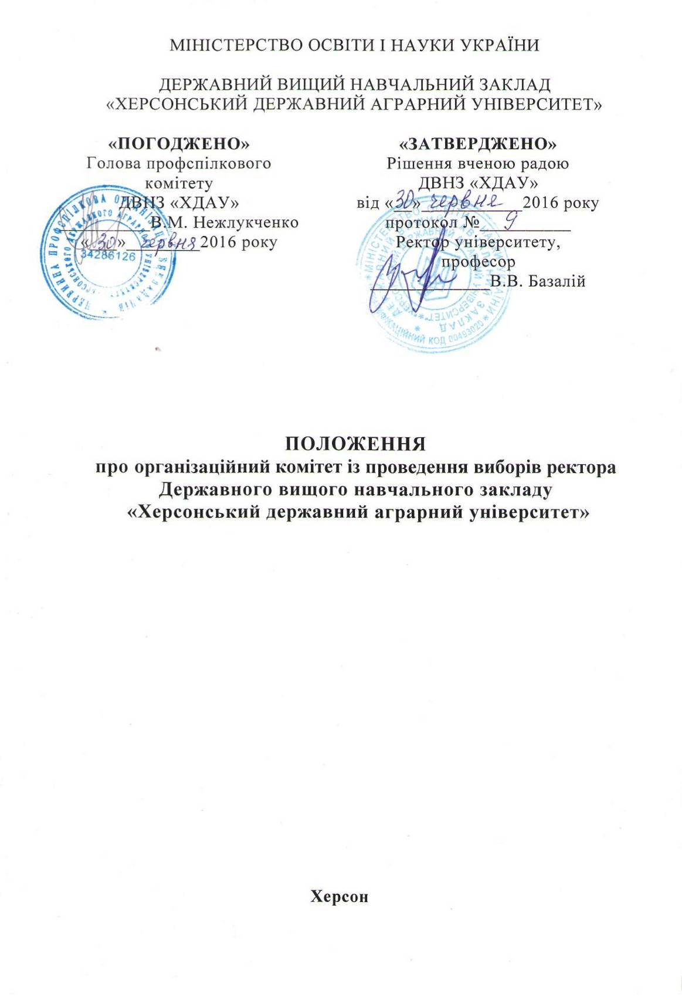 МІНІСТЕРСТВО ОСВІТИ І НАУКИ УКРАЇНИ
ДЕРЖАВНИЙ ВИЩИЙ НАВЧАЛЬНИЙ ЗАКЛАД
«ХЕРСОНСЬКИЙ ДЕРЖАВНИЙ АГРАРНИЙ УНІВЕРСИТЕТ»
«ПОГОДЖЕНО»
Голова профспілкового
комітету
ДВНЗ «ХДАУ»
В.М. Нежлукченко
«30» червня 2016 року
34286126
«ЗАТВЕРДЖЕНО»
Рішення вченою радою
ДВНЗ «ХДАУ»
від «30» червня 2016 року
протокол № 9
Ректор університету,
професор
В.В. Базалій
КОД 00493020
ПОЛОЖЕННЯ
про організаційний комітет із проведення виборів ректора
Державного вищого навчального закладу
«Херсонський державний аграрний університет»
Херсон